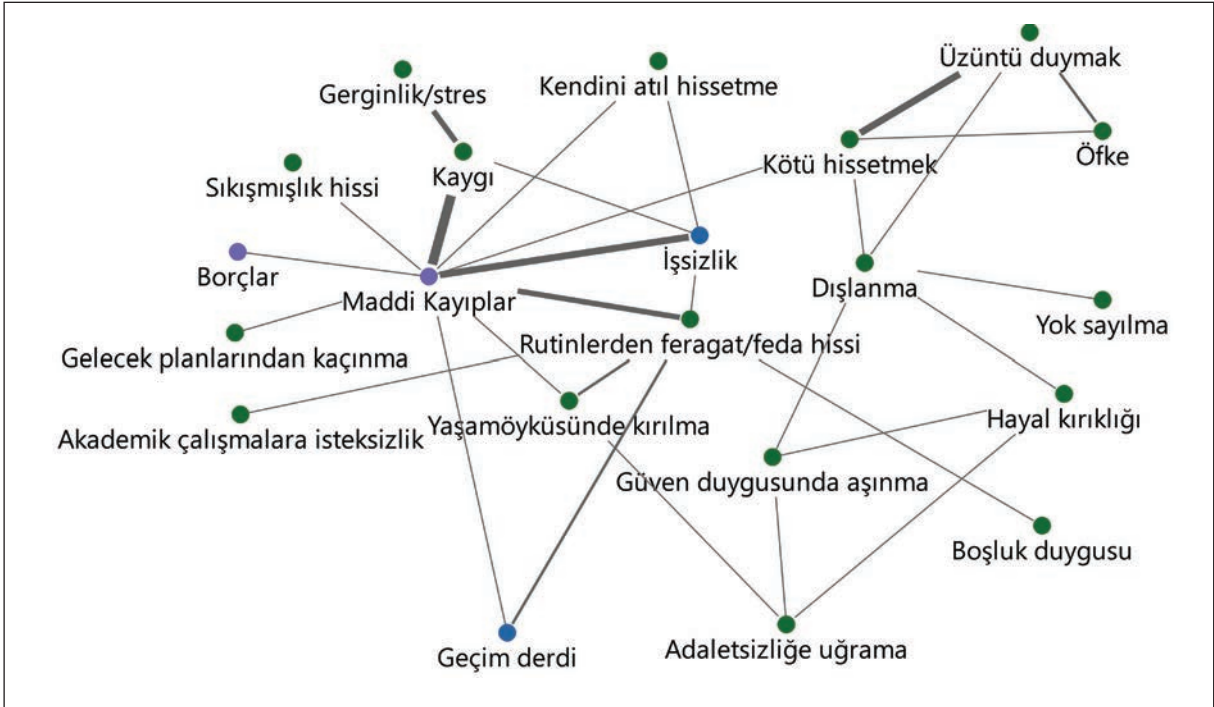 Üzüntü duymak
Kendini atıl hissetme
Gerginlik/stres
Öfke
Kötü hissetmek
Kaygı
Sıkışmışlık hissi
İşsizlik
Borçlar
Dışlanma
Maddi Kayıplar
Yok sayılma
Rutinlerden feragat/feda hissi
Gelecek planlarından kaçınma
Hayal kırıklığı
Yaşamöyküsünde kırılma
Akademik çalışmalara isteksizlik
Güven duygusunda aşınma
Boşluk duygusu
Adaletsizliğe uğrama
Geçim derdi